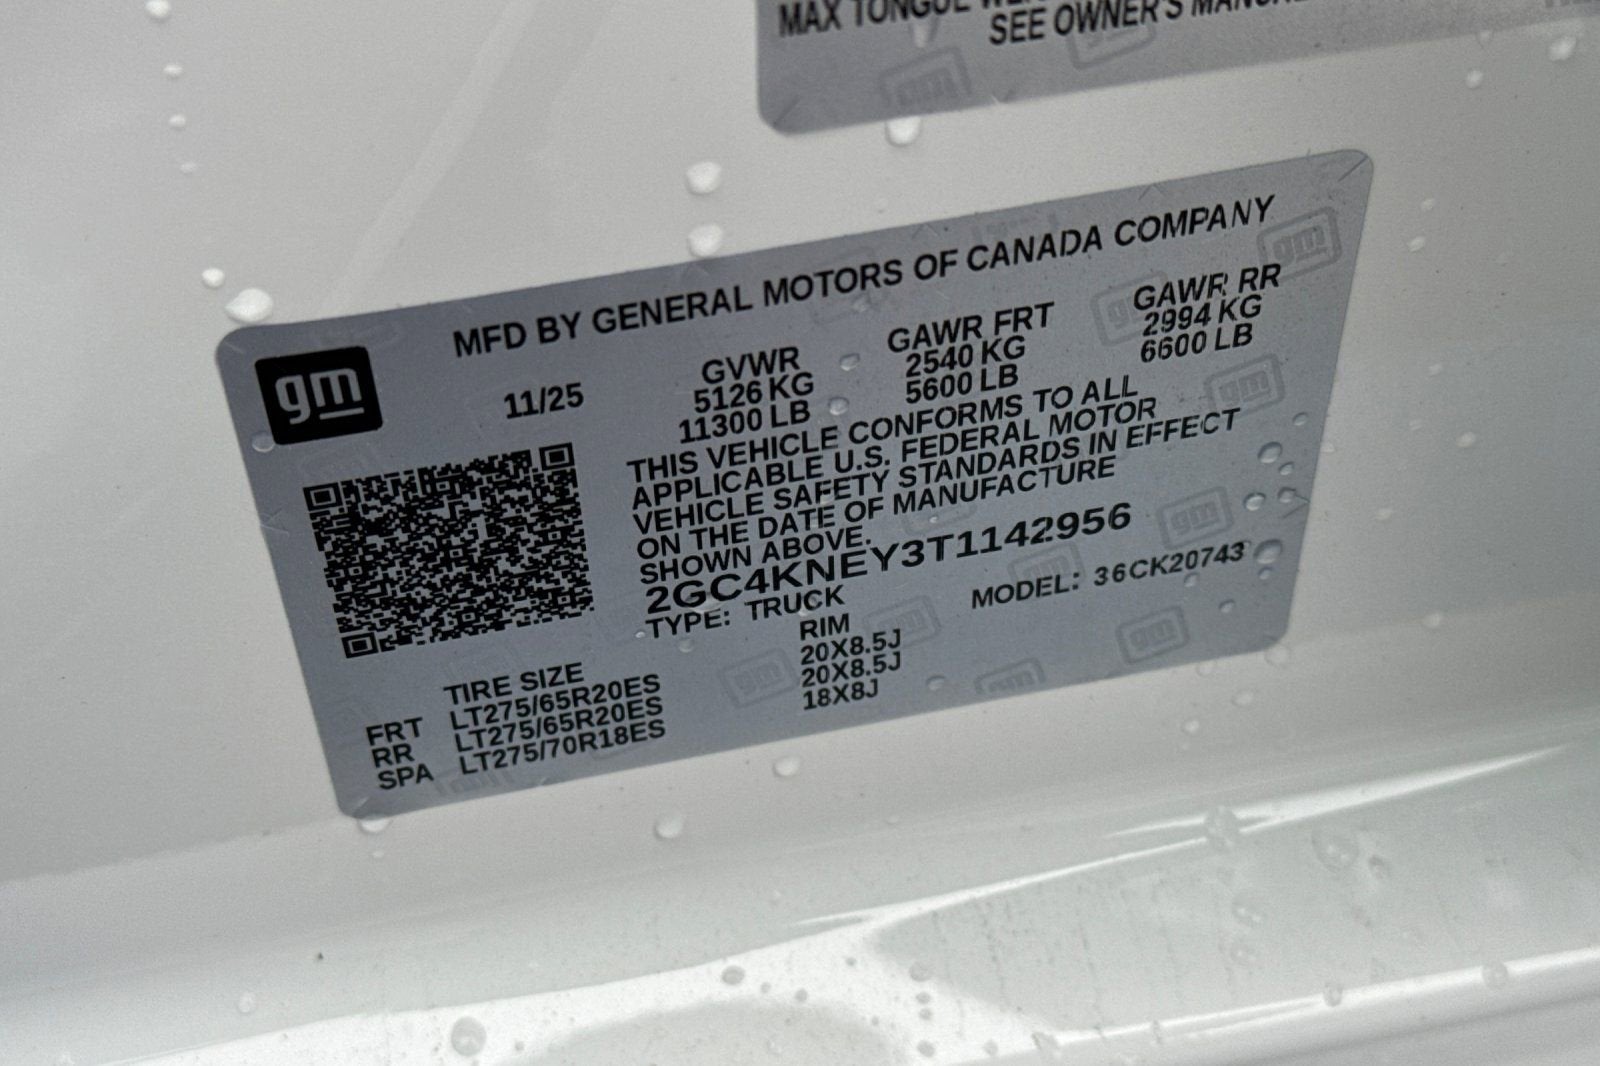 MAX TONGUE
SEE OWNER'S MANUAL
MFD BY GENERAL MOTORS OF CANADA COMPANY
gm
11/25
GVWR
5126 KG
11300 LB
GAWR FRT
2540 KG
5600 LB
GAWR RR
2994 KG
6600 LB
THIS VEHICLE CONFORMS TO ALL
APPLICABLE U.S. FEDERAL MOTOR
VEHICLE SAFETY STANDARDS IN EFFECT
ON THE DATE OF MANUFACTURE
SHOWN ABOVE.
2GC4KNEY3T1142956
TYPE: TRUCK
MODEL: 36CK20743
TIRE SIZE RIM
FRT LT275/65R20ES 20X8.5J
RR LT275/65R20ES 20X8.5J
SPA LT275/70R18ES 18X8J